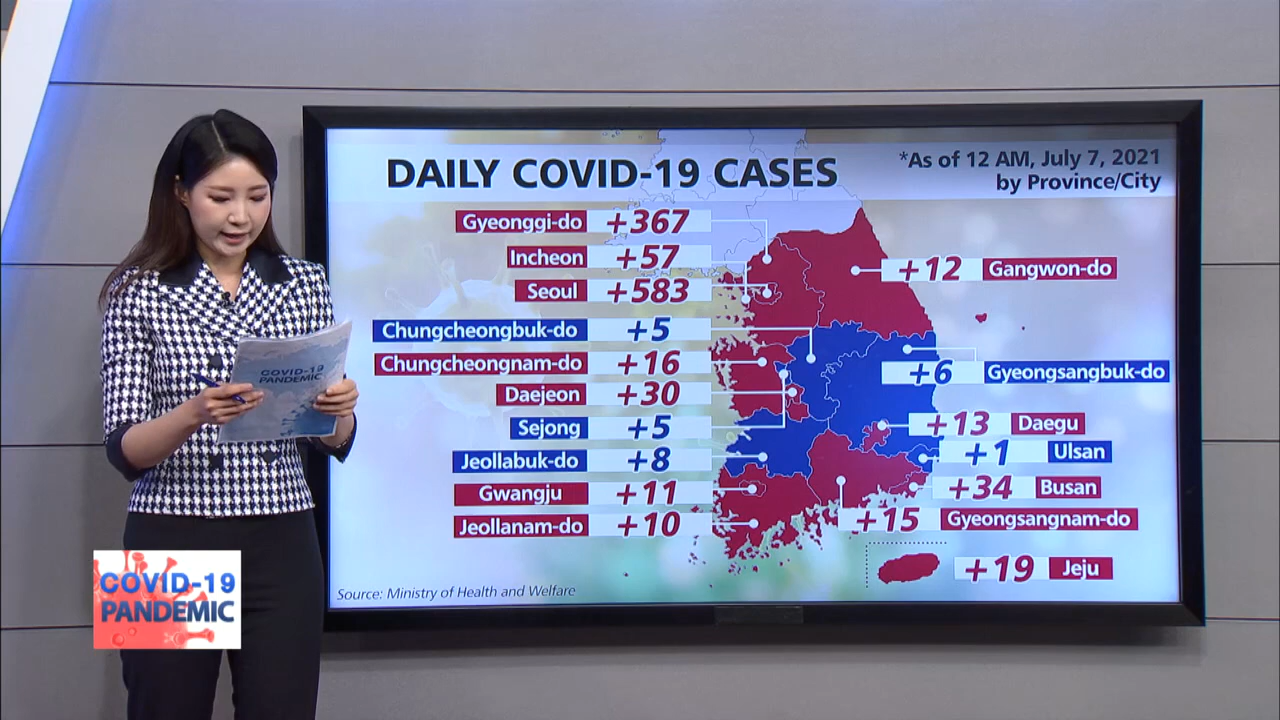 DAILY COVID-19 CASES
*As of 12 AM, July 7, 2021
by Province/City
Gyeonggi-do +367
Incheon +57
Seoul +583
Chungcheongbuk-do +5
Chungcheongnam-do +16
Daejeon +30
Sejong +5
Jeollabuk-do +8
Gwangju +11
Jeollanam-do +10
+12 Gangwon-do
+6 Gyeongsangbuk-do
+13 Daegu
+1 Ulsan
+34 Busan
+15 Gyeongsangnam-do
+19 Jeju
Source: Ministry of Health and Welfare
COVID-19
PANDEMIC
COVID-19
PANDEMIC